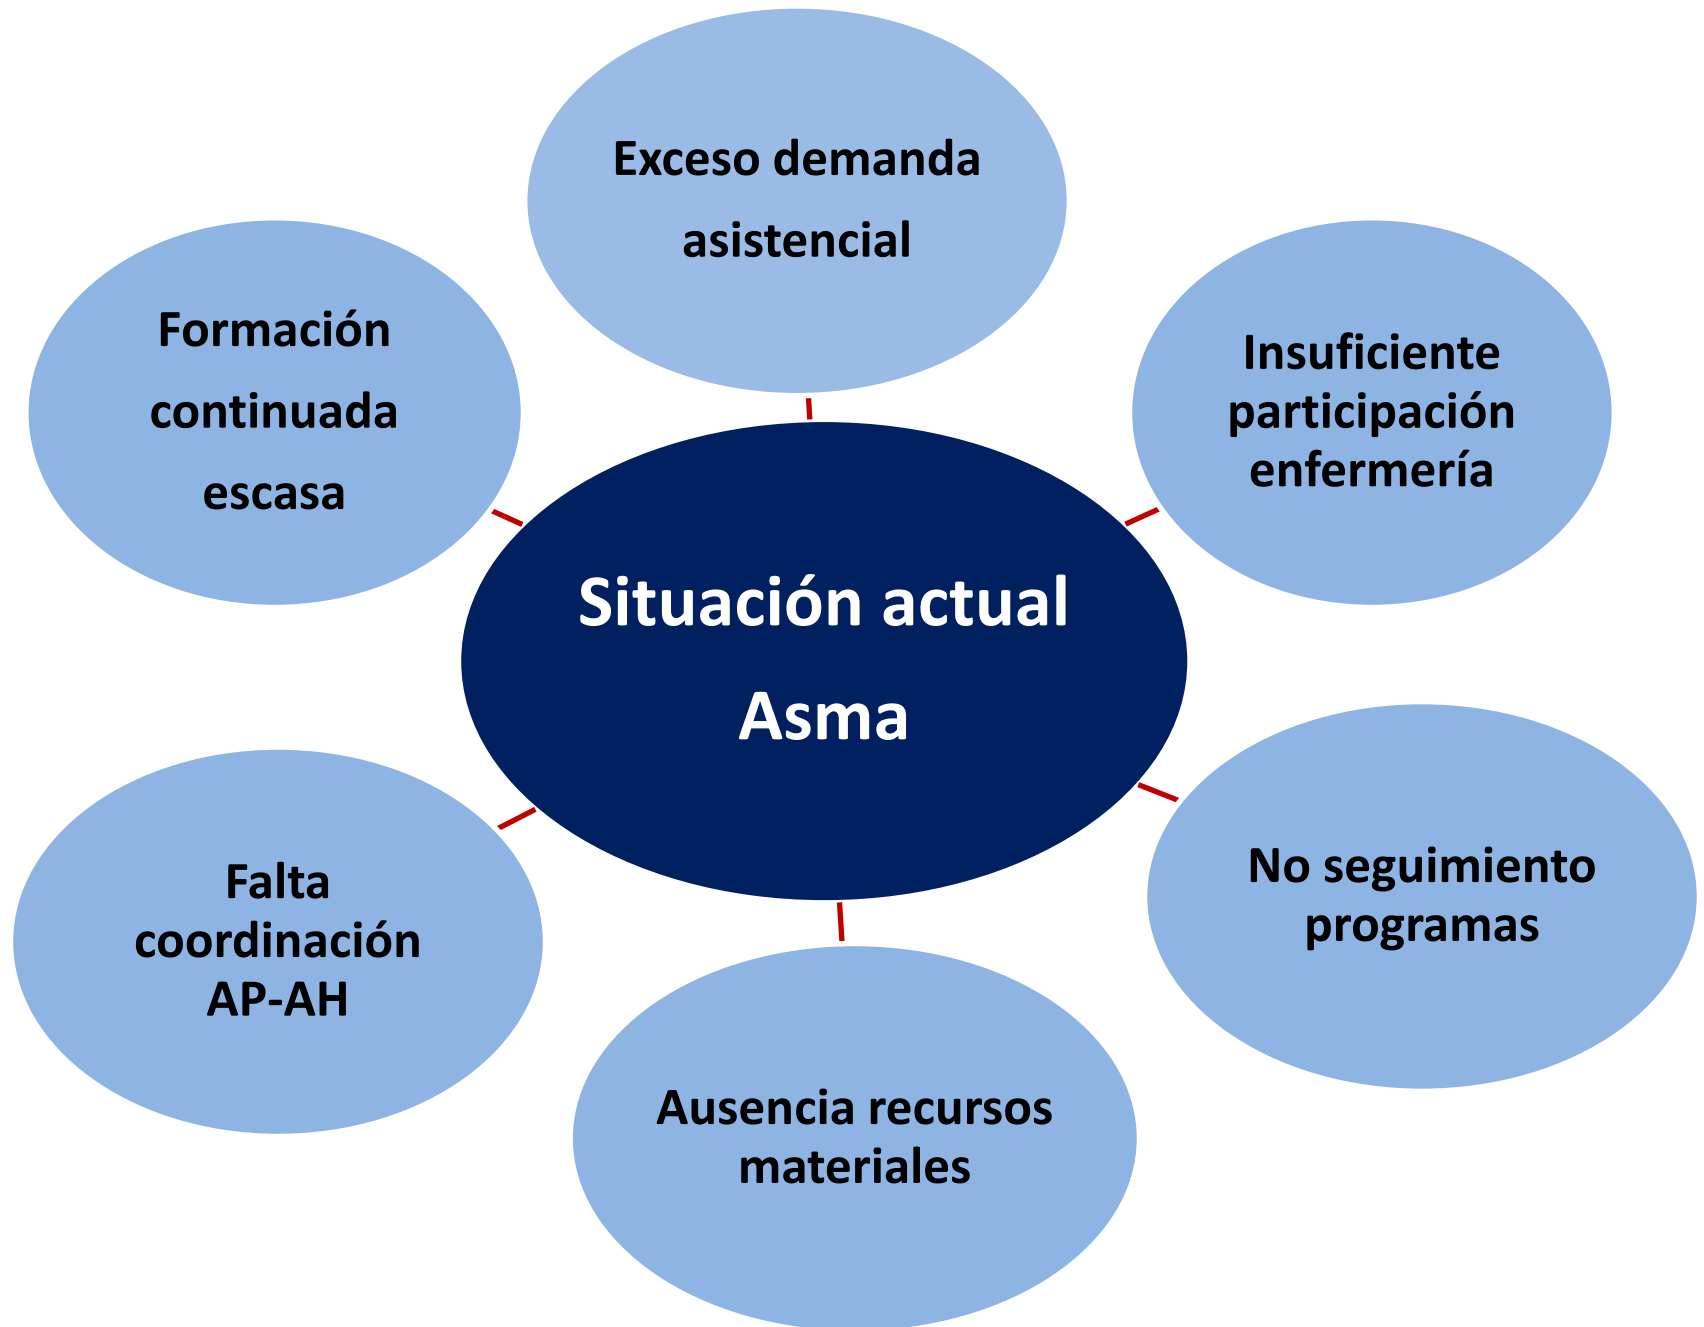 Exceso demanda
asistencial
Formación
continuada
escasa
Insuficiente
participación
enfermería
Situación actual
Asma
Falta
coordinación
AP-AH
No seguimiento
programas
Ausencia recursos
materiales